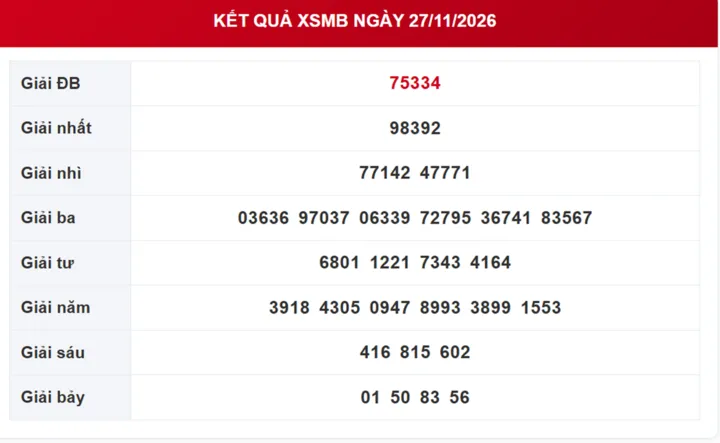 KẾT QUẢ XSMB NGÀY 27/11/2026
Giải ĐB 75334
Giải nhất 98392
Giải nhì 77142 47771
Giải ba 03636 97037 06339 72795 36741 83567
Giải tư 6801 1221 7343 4164
Giải năm 3918 4305 0947 8993 3899 1553
Giải sáu 416 815 602
Giải bảy 01 50 83 56